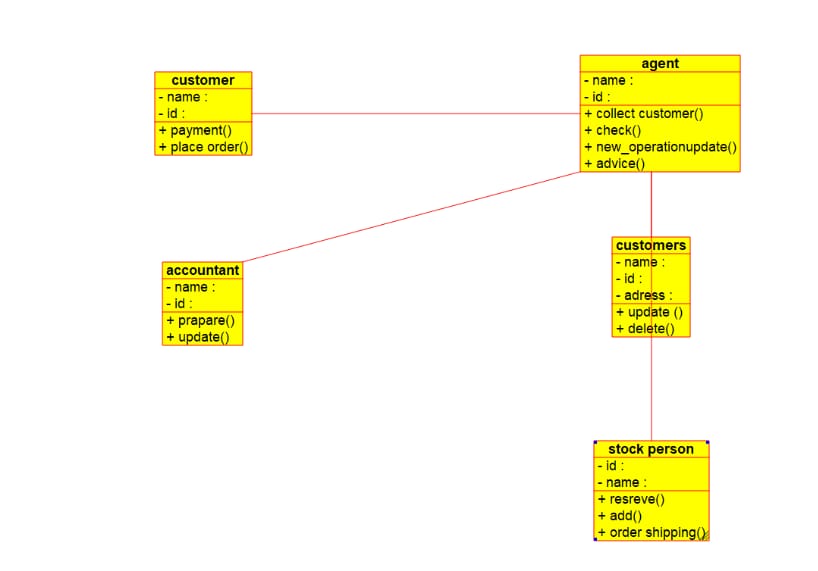 customer
- name :
- id :
+ payment()
+ place order()
agent
- name :
- id :
+ collect customer()
+ check()
+ new_operationupdate()
+ advice()
accountant
- name :
- id :
+ prapare()
+ update()
customers
- name :
- id :
- adress :
+ update ()
+ delete()
stock person
- id :
- name :
+ resreve()
+ add()
+ order shipping()